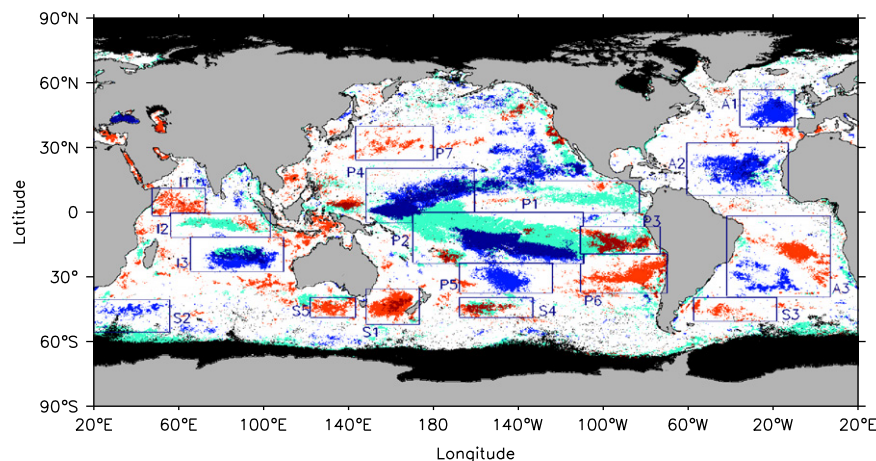 90°N
60°N
30°N
0
30°S
60°S
90°S
Latitude
A1
A2
P7
P4
I1
P1
I2
P2
P3
I3
P5
P6
A3
S5
S4
S2
S1
S3
20°E
60°E
100°E
140°E
180
140°W
100°W
60°W
20°W
20°E
Longitude